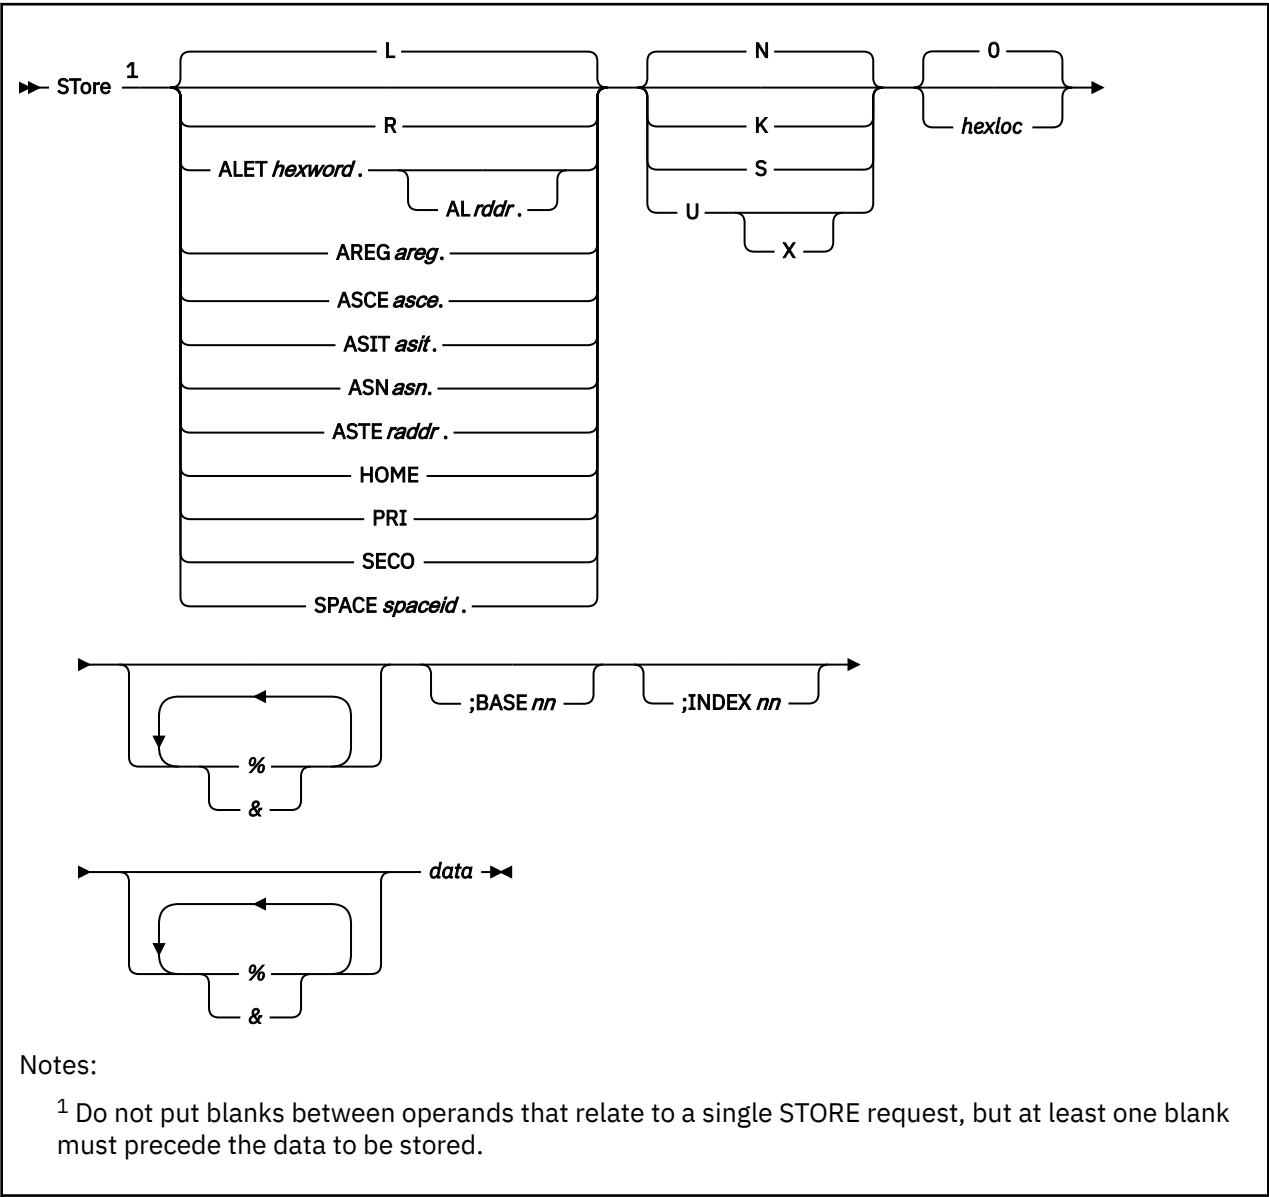 L N 0
STore 1
R K hexloc
ALET hexword . S
AL rddr . U
X
AREG areg.
ASCE asce.
ASIT asit.
ASN asn.
ASTE raddr .
HOME
PRI
SECO
SPACE spaceid .
;BASE nn ;INDEX nn
%
&
data
%
&
Notes:
1 Do not put blanks between operands that relate to a single STORE request, but at least one blank
must precede the data to be stored.